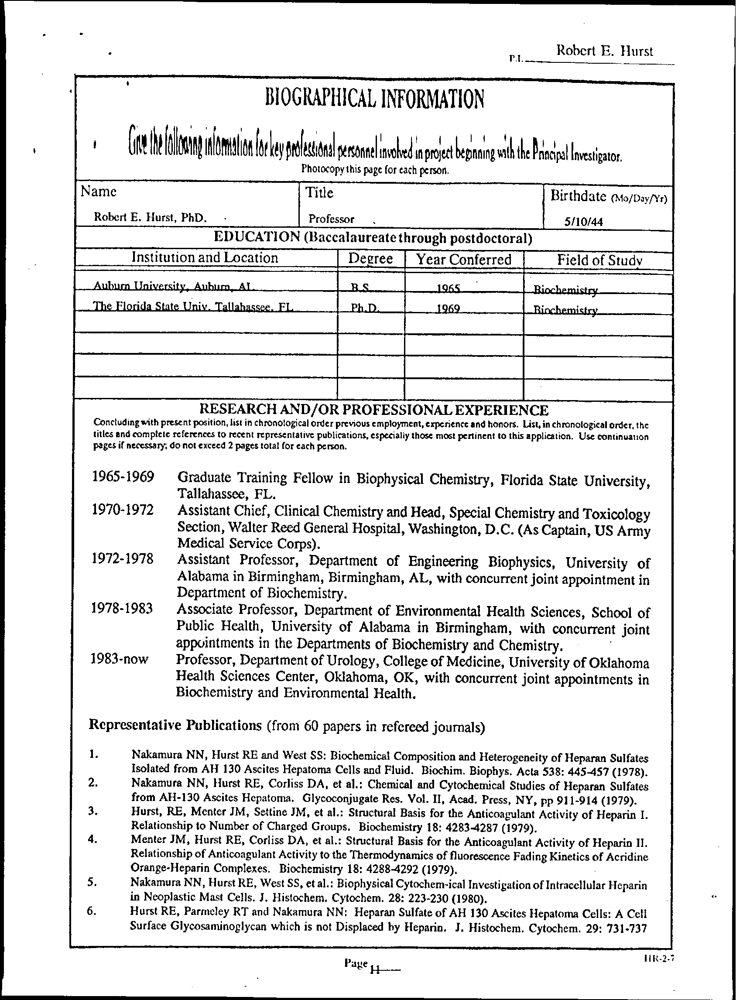 P.I. Robert E. Hurst
BIOGRAPHICAL INFORMATION
Give the following information for key professional personnel involved in project beginning with the Principal Investigator.
Photocopy this page for each person.
Name Title Birthdate (Mo/Day/Yr)
Robert E. Hurst, PhD. Professor 5/10/44
EDUCATION (Baccalaureate through postdoctoral)
Institution and Location Degree Year Conferred Field of Study
Auburn University, Auburn, AL B.S. 1965 Biochemistry
The Florida State Univ. Tallahassee, FL Ph.D. 1969 Biochemistry
RESEARCH AND/OR PROFESSIONAL EXPERIENCE
Concluding with present position, list in chronological order previous employment, experience and honors. List, in chronological order, the
titles and complete references to recent representative publications, especially those most pertinent to this application. Use continuation
pages if necessary; do not exceed 2 pages total for each person.
1965-1969 Graduate Training Fellow in Biophysical Chemistry, Florida State University,
Tallahassee, FL.
1970-1972 Assistant Chief, Clinical Chemistry and Head, Special Chemistry and Toxicology
Section, Walter Reed General Hospital, Washington, D.C. (As Captain, US Army
Medical Service Corps).
1972-1978 Assistant Professor, Department of Engineering Biophysics, University of
Alabama in Birmingham, Birmingham, AL, with concurrent joint appointment in
Department of Biochemistry.
1978-1983 Associate Professor, Department of Environmental Health Sciences, School of
Public Health, University of Alabama in Birmingham, with concurrent joint
appointments in the Departments of Biochemistry and Chemistry.
1983-now Professor, Department of Urology, College of Medicine, University of Oklahoma
Health Sciences Center, Oklahoma, OK, with concurrent joint appointments in
Biochemistry and Environmental Health.
Representative Publications (from 60 papers in refereed journals)
1. Nakamura NN, Hurst RE and West SS: Biochemical Composition and Heterogeneity of Heparan Sulfates
Isolated from AH 130 Ascites Hepatoma Cells and Fluid. Biochim. Biophys. Acta 538: 445-457 (1978).
2. Nakamura NN, Hurst RE, Corliss DA, et al.: Chemical and Cytochemical Studies of Heparan Sulfates
from AH-130 Ascites Hepatoma. Glycoconjugate Res. Vol. II, Acad. Press, NY, pp 911-914 (1979).
3. Hurst, RE, Menter JM, Settine JM, et al.: Structural Basis for the Anticoagulant Activity of Heparin I.
Relationship to Number of Charged Groups. Biochemistry 18: 4283-4287 (1979).
4. Menter JM, Hurst RE, Corliss DA, et al.: Structural Basis for the Anticoagulant Activity of Heparin II.
Relationship of Anticoagulant Activity to the Thermodynamics of fluorescence Fading Kinetics of Acridine
Orange-Heparin Complexes. Biochemistry 18: 4288-4292 (1979).
5. Nakamura NN, Hurst RE, West SS, et al.: Biophysical Cytochem-ical Investigation of Intracellular Heparin
in Neoplastic Mast Cells. J. Histochem. Cytochem. 28: 223-230 (1980).
6. Hurst RE, Parmeley RT and Nakamura NN: Heparan Sulfate of AH 130 Ascites Hepatoma Cells: A Cell
Surface Glycosaminoglycan which is not Displaced by Heparin. J. Histochem. Cytochem. 29: 731-737
Page 11
HR-2-7